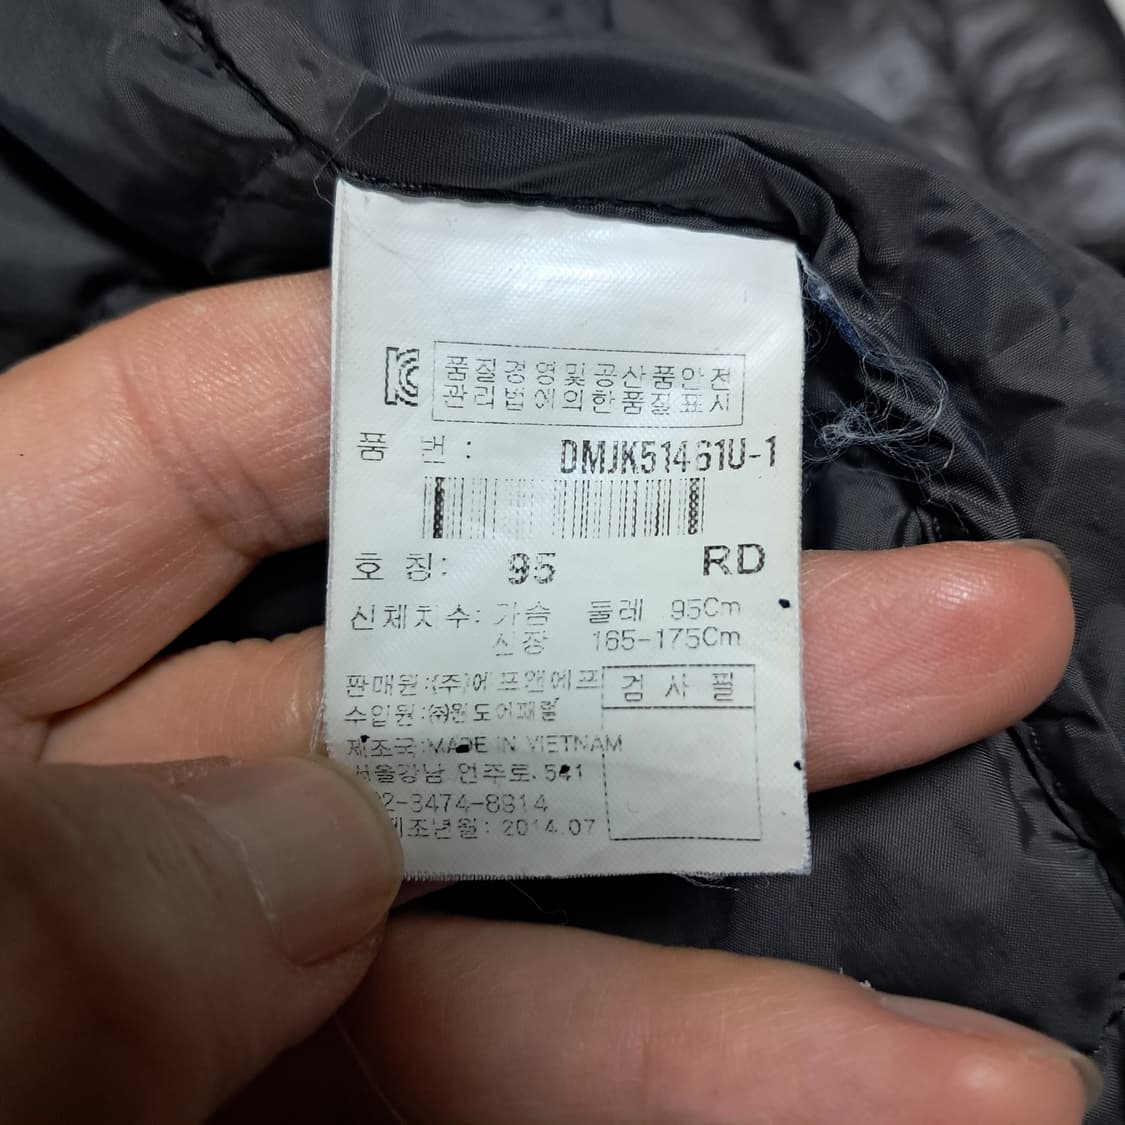 품질경영및공산품안전
관리법에의한품질표시
품 번 : DMJK51461U-1
호 칭: 95 RD
신체치수: 가슴 둘레 95Cm
신장 165-175Cm
판매원:(주)에프앤에프
검 사 필
수입원:㈜윈도어패럴
제조국:MADE IN VIETNAM
서울강남 언주로 541
02-3474-8914
제조년월: 2014.07